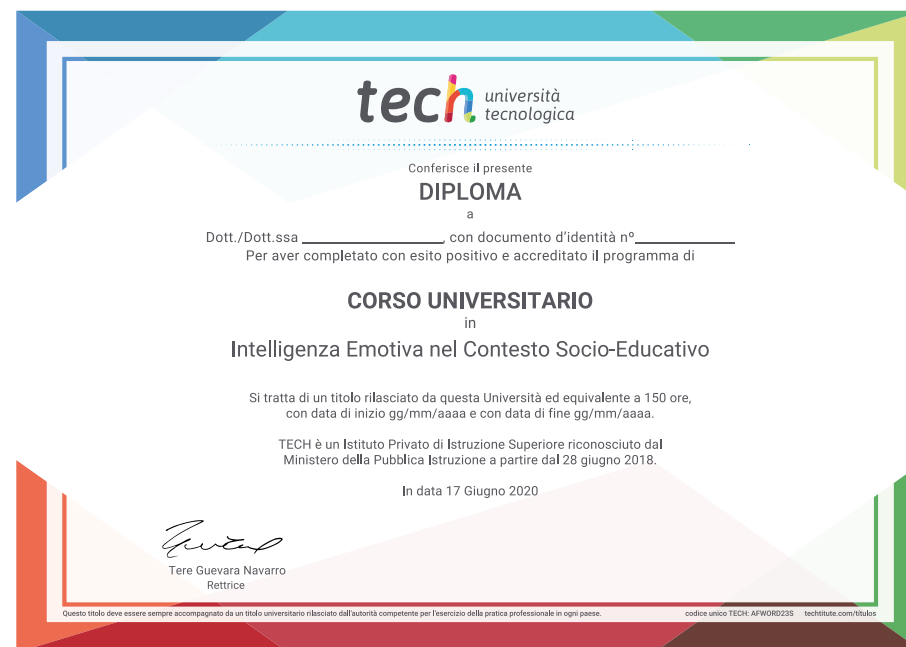 tech università
tecnologica
Conferisce il presente
DIPLOMA
a
Dott./Dott.ssa ________________, con documento d'identità nº____________
Per aver completato con esito positivo e accreditato il programma di
CORSO UNIVERSITARIO
in
Intelligenza Emotiva nel Contesto Socio-Educativo
Si tratta di un titolo rilasciato da questa Università ed equivalente a 150 ore,
con data di inizio gg/mm/aaaa e con data di fine gg/mm/aaaa.
TECH è un Istituto Privato di Istruzione Superiore riconosciuto dal
Ministero della Pubblica Istruzione a partire dal 28 giugno 2018.
In data 17 Giugno 2020
Tere Guevara Navarro
Rettrice
Questo titolo deve essere sempre accompagnato da un titolo universitario rilasciato dall'autorità competente per l'esercizio della pratica professionale in ogni paese. codice unico TECH: AFWORD23S techtitute.com/títulos